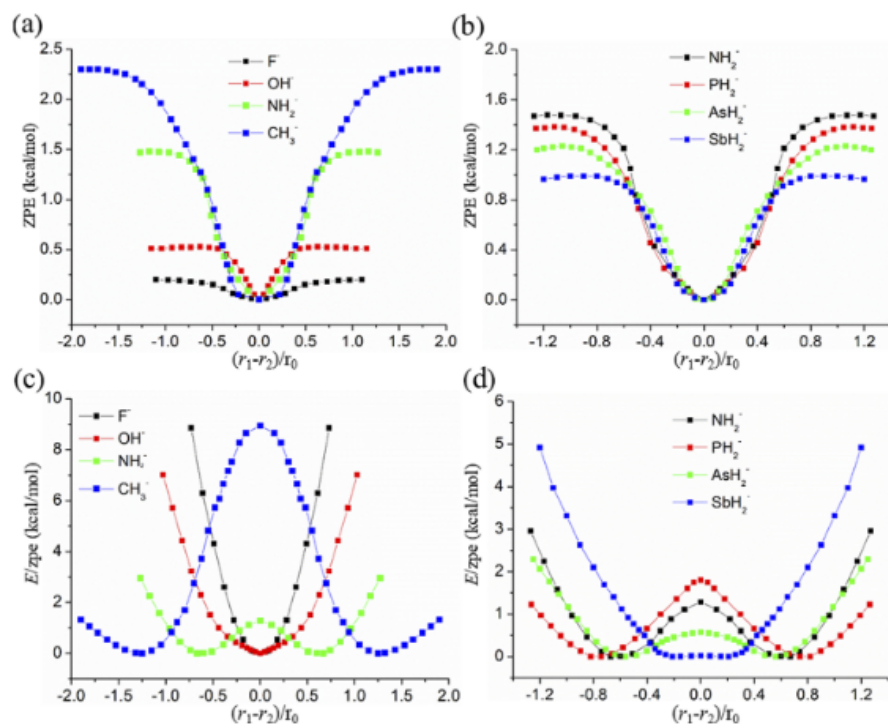 (a)
2.5
2.0
1.5
1.0
0.5
0.0
ZPE (kcal/mol)
F⁻
OH⁻
NH₂⁻
CH₃⁻
-2.0 -1.5 -1.0 -0.5 0.0 0.5 1.0 1.5 2.0
(r₁-r₂)/r₀
(b)
2.0
1.6
1.2
0.8
0.4
0.0
ZPE (kcal/mol)
NH₂⁻
PH₂⁻
AsH₂⁻
SbH₂⁻
-1.2 -0.8 -0.4 0.0 0.4 0.8 1.2
(r₁-r₂)/r₀
(c)
10
8
6
4
2
0
E/zpe (kcal/mol)
F⁻
OH⁻
NH₂⁻
CH₃⁻
-2.0 -1.5 -1.0 -0.5 0.0 0.5 1.0 1.5 2.0
(r₁-r₂)/r₀
(d)
6
5
4
3
2
1
0
E/zpe (kcal/mol)
NH₂⁻
PH₂⁻
AsH₂⁻
SbH₂⁻
-1.2 -0.8 -0.4 0.0 0.4 0.8 1.2
(r₁-r₂)/r₀